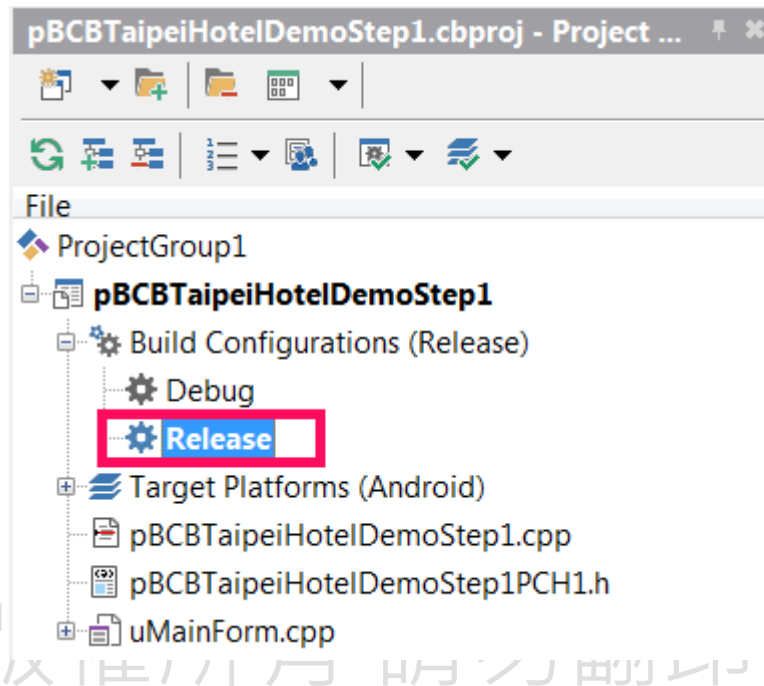 pBCBTaipeiHotelDemoStep1.cbproj - Project ...
File
ProjectGroup1
pBCBTaipeiHotelDemoStep1
Build Configurations (Release)
Debug
Release
Target Platforms (Android)
pBCBTaipeiHotelDemoStep1.cpp
pBCBTaipeiHotelDemoStep1PCH1.h
uMainForm.cpp